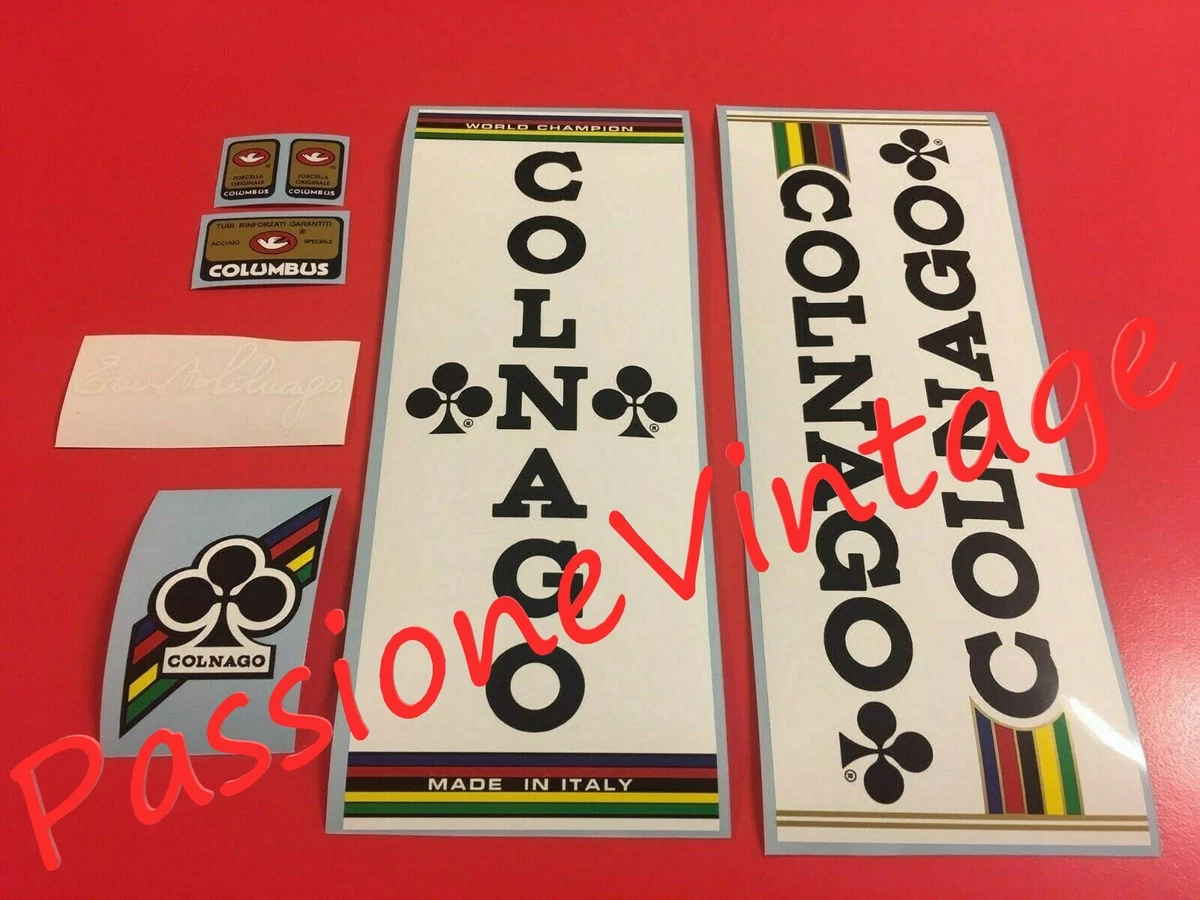 FORCELLA
ORIGINALE
COLUMBUS
FORCELLA
ORIGINALE
COLUMBUS
TUBI RINFORZATI GARANTITI
®
ACCIAIO SPECIALE
COLUMBUS
COLNAGO
WORLD CHAMPION
COLNAGO
®
®
MADE IN ITALY
COLNAGO
®
COLNAGO
®
PassioneVintage